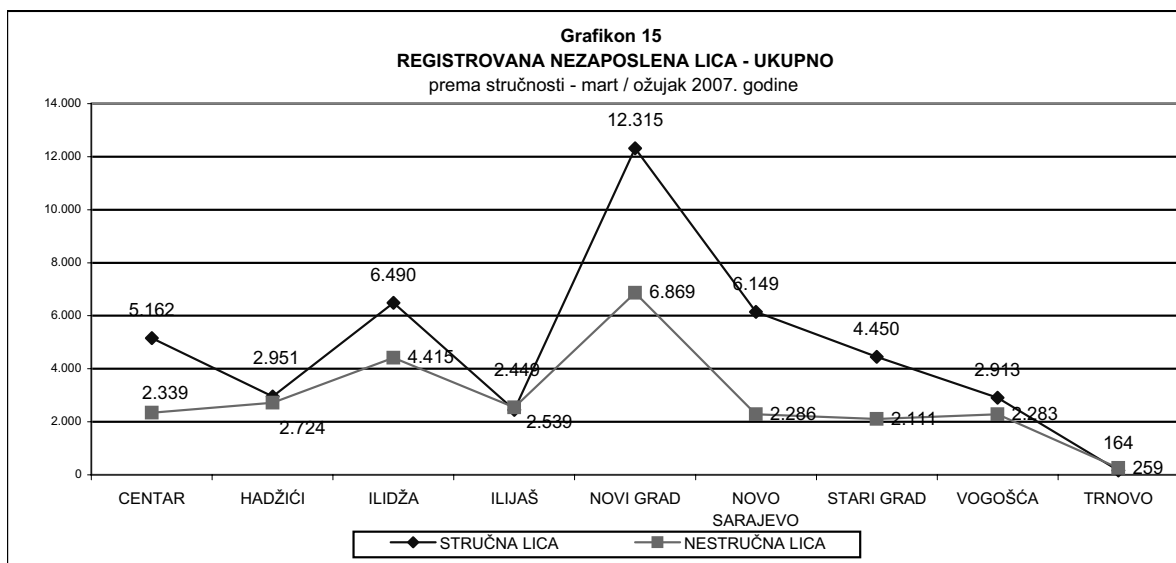 Grafikon 15
REGISTROVANA NEZAPOSLENA LICA - UKUPNO
prema stručnosti - mart / ožujak 2007. godine
14.000
12.000
10.000
8.000
6.000
4.000
2.000
0
5.162
2.951
6.490
2.449
12.315
6.149
4.450
2.913
164
2.339
2.724
4.415
2.539
6.869
2.286
2.111
2.283
259
CENTAR
HADŽIĆI
ILIDŽA
ILIJAŠ
NOVI GRAD
NOVO
SARAJEVO
STARI GRAD
VOGOŠĆA
TRNOVO
STRUČNA LICA
NESTRUČNA LICA